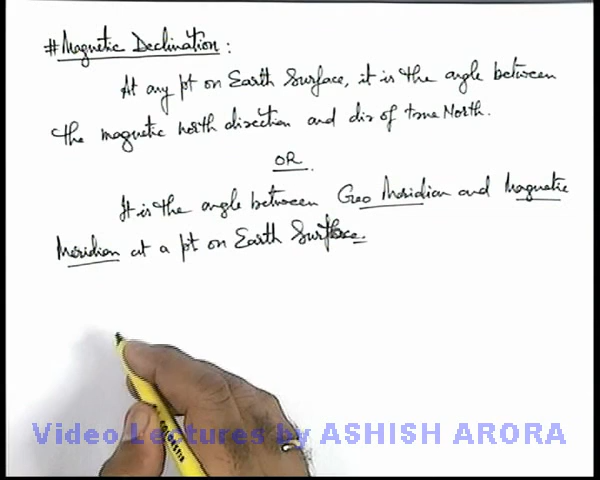 # Magnetic Declination :
At any pt on Earth Surface, it is the angle between
the magnetic north direction and dir of true North.
OR
It is the angle between Geo Meridian and Magnetic
Meridian at a pt on Earth Surface.
Video Lectures by ASHISH ARORA